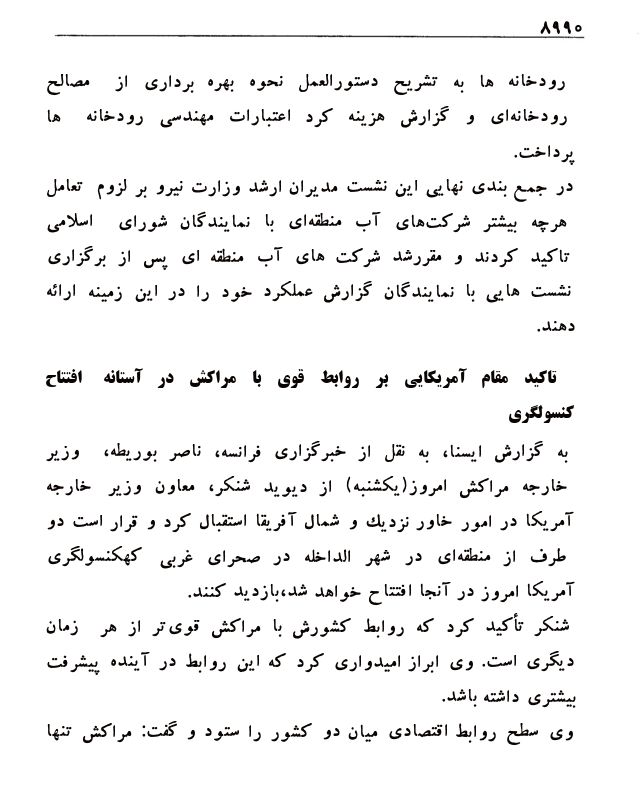 ۸۹۹۰
رودخانه ها به تشریح دستورالعمل نحوه بهره برداری از مصالح
رودخانه‌ای و گزارش هزینه کرد اعتبارات مهندسی رودخانه ها
پرداخت.
در جمع بندی نهایی این نشست مدیران ارشد وزارت نیرو بر لزوم تعامل
هرچه بیشتر شرکت‌های آب منطقه‌ای با نمایندگان شورای اسلامی
تاکید کردند و مقررشد شرکت های آب منطقه ای پس از برگزاری
نشست هایی با نمایندگان گزارش عملکرد خود را در این زمینه ارائه
دهند.
تاکید مقام آمریکایی بر روابط قوی با مراکش در آستانه افتتاح
کنسولگری
به گزارش ایسنا، به نقل از خبرگزاری فرانسه، ناصر بوریطه، وزیر
خارجه مراکش امروز(یکشنبه) از دیوید شنکر، معاون وزیر خارجه
آمریکا در امور خاور نزدیك و شمال آفریقا استقبال کرد و قرار است دو
طرف از منطقه‌ای در شهر الداخله در صحرای غربی کهکنسولگری
آمریکا امروز در آنجا افتتاح خواهد شد،بازدید کنند.
شنکر تأکید کرد که روابط کشورش با مراکش قوی‌تر از هر زمان
دیگری است. وی ابراز امیدواری کرد که این روابط در آینده پیشرفت
بیشتری داشته باشد.
وی سطح روابط اقتصادی میان دو کشور را ستود و گفت: مراکش تنها